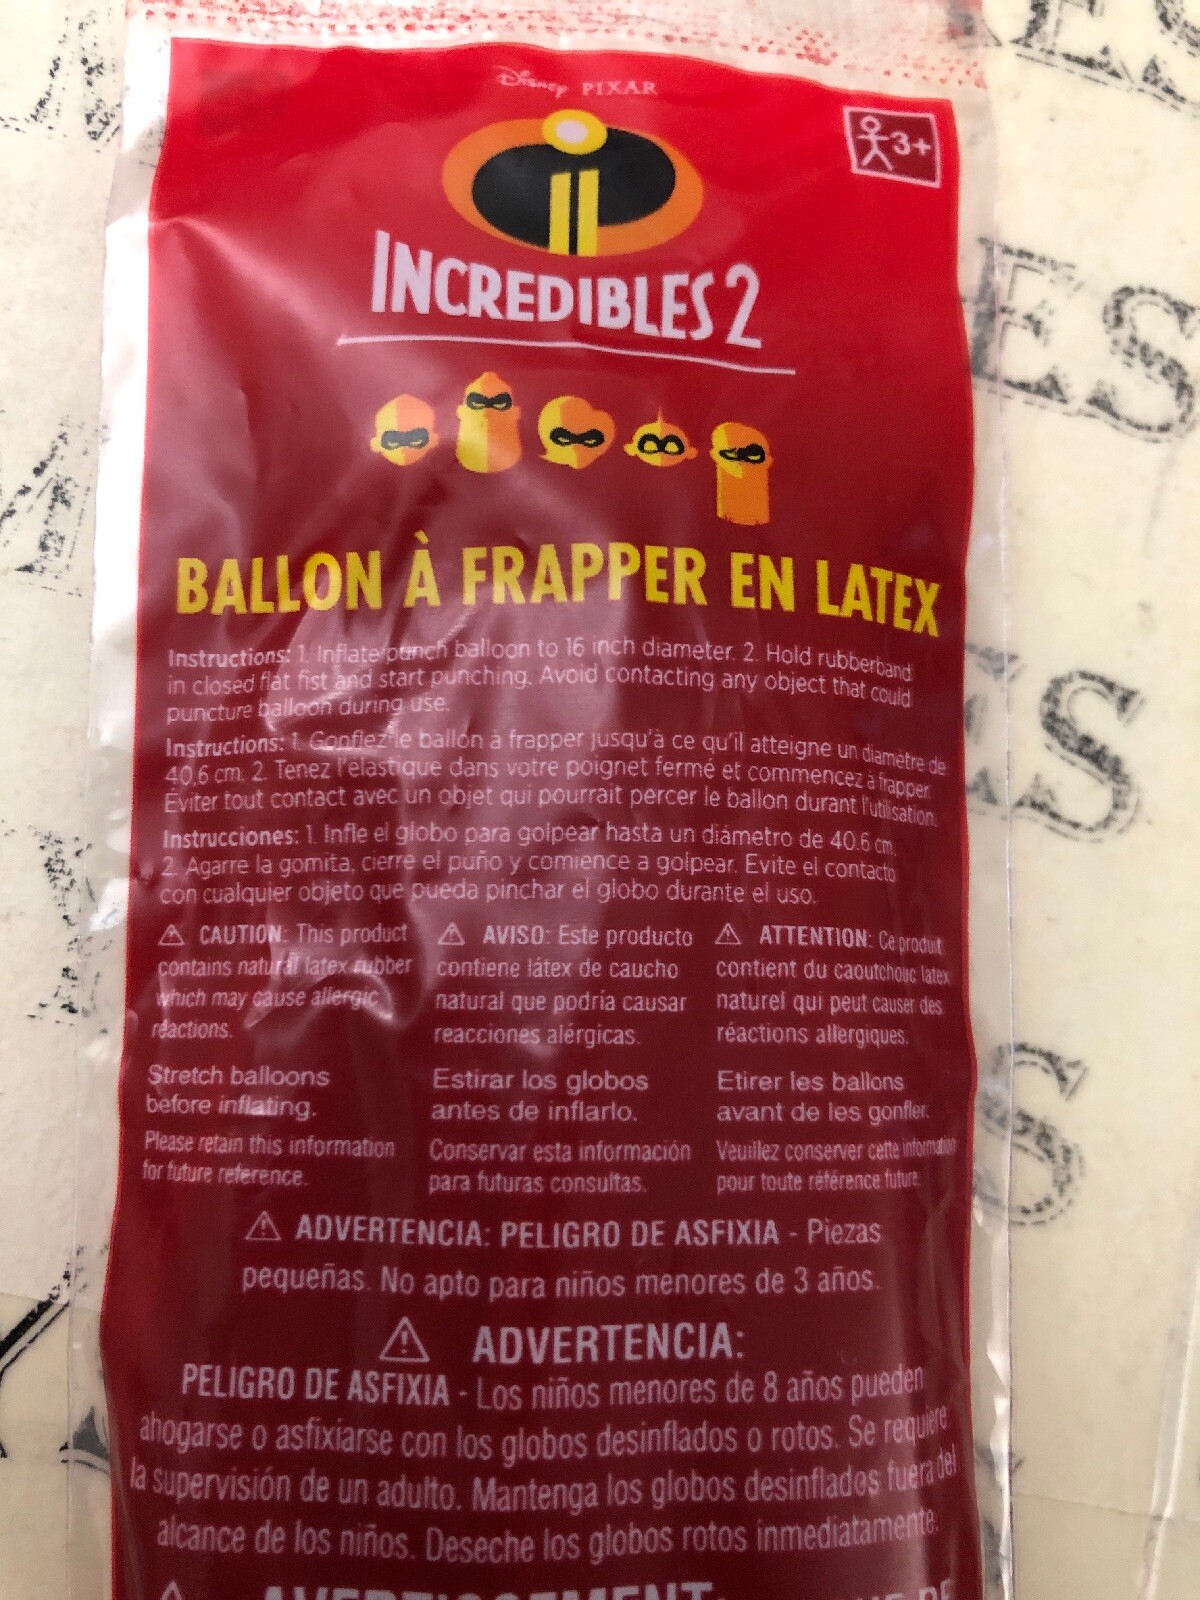 Disney PIXAR
3+
INCREDIBLES 2
BALLON À FRAPPER EN LATEX
Instructions: 1. Inflate punch balloon to 16 inch diameter. 2. Hold rubberband
in closed flat fist and start punching. Avoid contacting any object that could
puncture balloon during use.
Instructions: 1. Gonflez le ballon à frapper jusqu'à ce qu'il atteigne un diamètre de
40,6 cm. 2. Tenez l'élastique dans votre poignet fermé et commencez à frapper.
Éviter tout contact avec un objet qui pourrait percer le ballon durant l'utilisation.
Instrucciones: 1. Infle el globo para golpear hasta un diámetro de 40.6 cm.
2. Agarre la gomita, cierre el puño y comience a golpear. Evite el contacto
con cualquier objeto que pueda pinchar el globo durante el uso.
⚠ CAUTION: This product
contains natural latex rubber
which may cause allergic
reactions.
Stretch balloons
before inflating.
Please retain this information
for future reference.
⚠ AVISO: Este producto
contiene látex de caucho
natural que podría causar
reacciones alérgicas.
Estirar los globos
antes de inflarlo.
Conservar esta información
para futuras consultas.
⚠ ATTENTION: Ce produit
contient du caoutchouc latex
naturel qui peut causer des
réactions allergiques.
Etirer les ballons
avant de les gonfler.
Veuillez conserver cette information
pour toute référence future.
⚠ ADVERTENCIA: PELIGRO DE ASFIXIA - Piezas
pequeñas. No apto para niños menores de 3 años.
⚠ ADVERTENCIA:
PELIGRO DE ASFIXIA - Los niños menores de 8 años pueden
ahogarse o asfixiarse con los globos desinflados o rotos. Se requiere
la supervisión de un adulto. Mantenga los globos desinflados fuera del
alcance de los niños. Deseche los globos rotos inmediatamente.
⚠ AVERTISSEMENT: DE